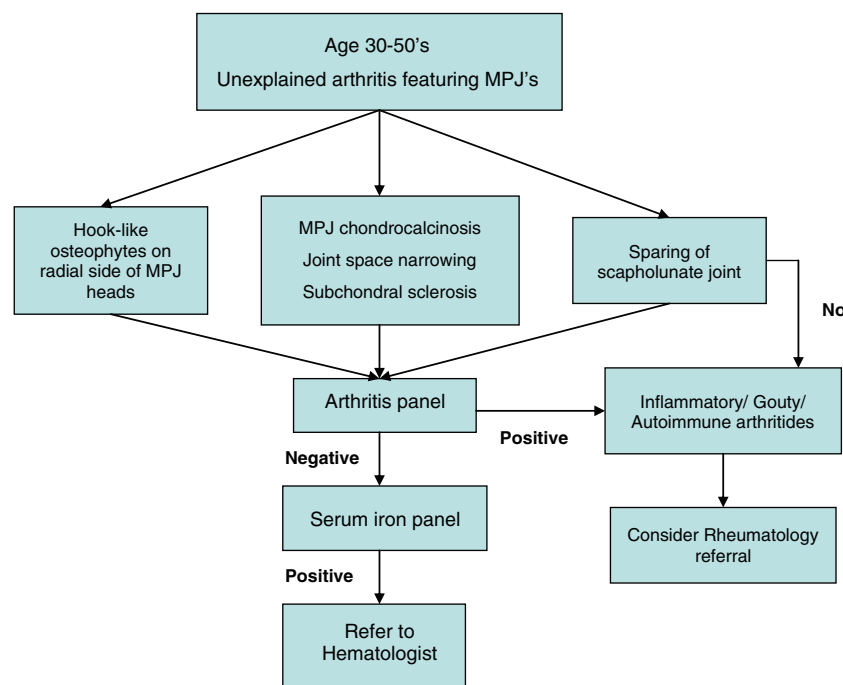 Age 30-50's
Unexplained arthritis featuring MPJ's
Hook-like
osteophytes on
radial side of MPJ
heads
MPJ chondrocalcinosis
Joint space narrowing
Subchondral sclerosis
Sparing of
scapholunate joint
No
Arthritis panel
Positive
Inflammatory/ Gouty/
Autoimmune arthritides
Negative
Serum iron panel
Consider Rheumatology
referral
Positive
Refer to
Hematologist